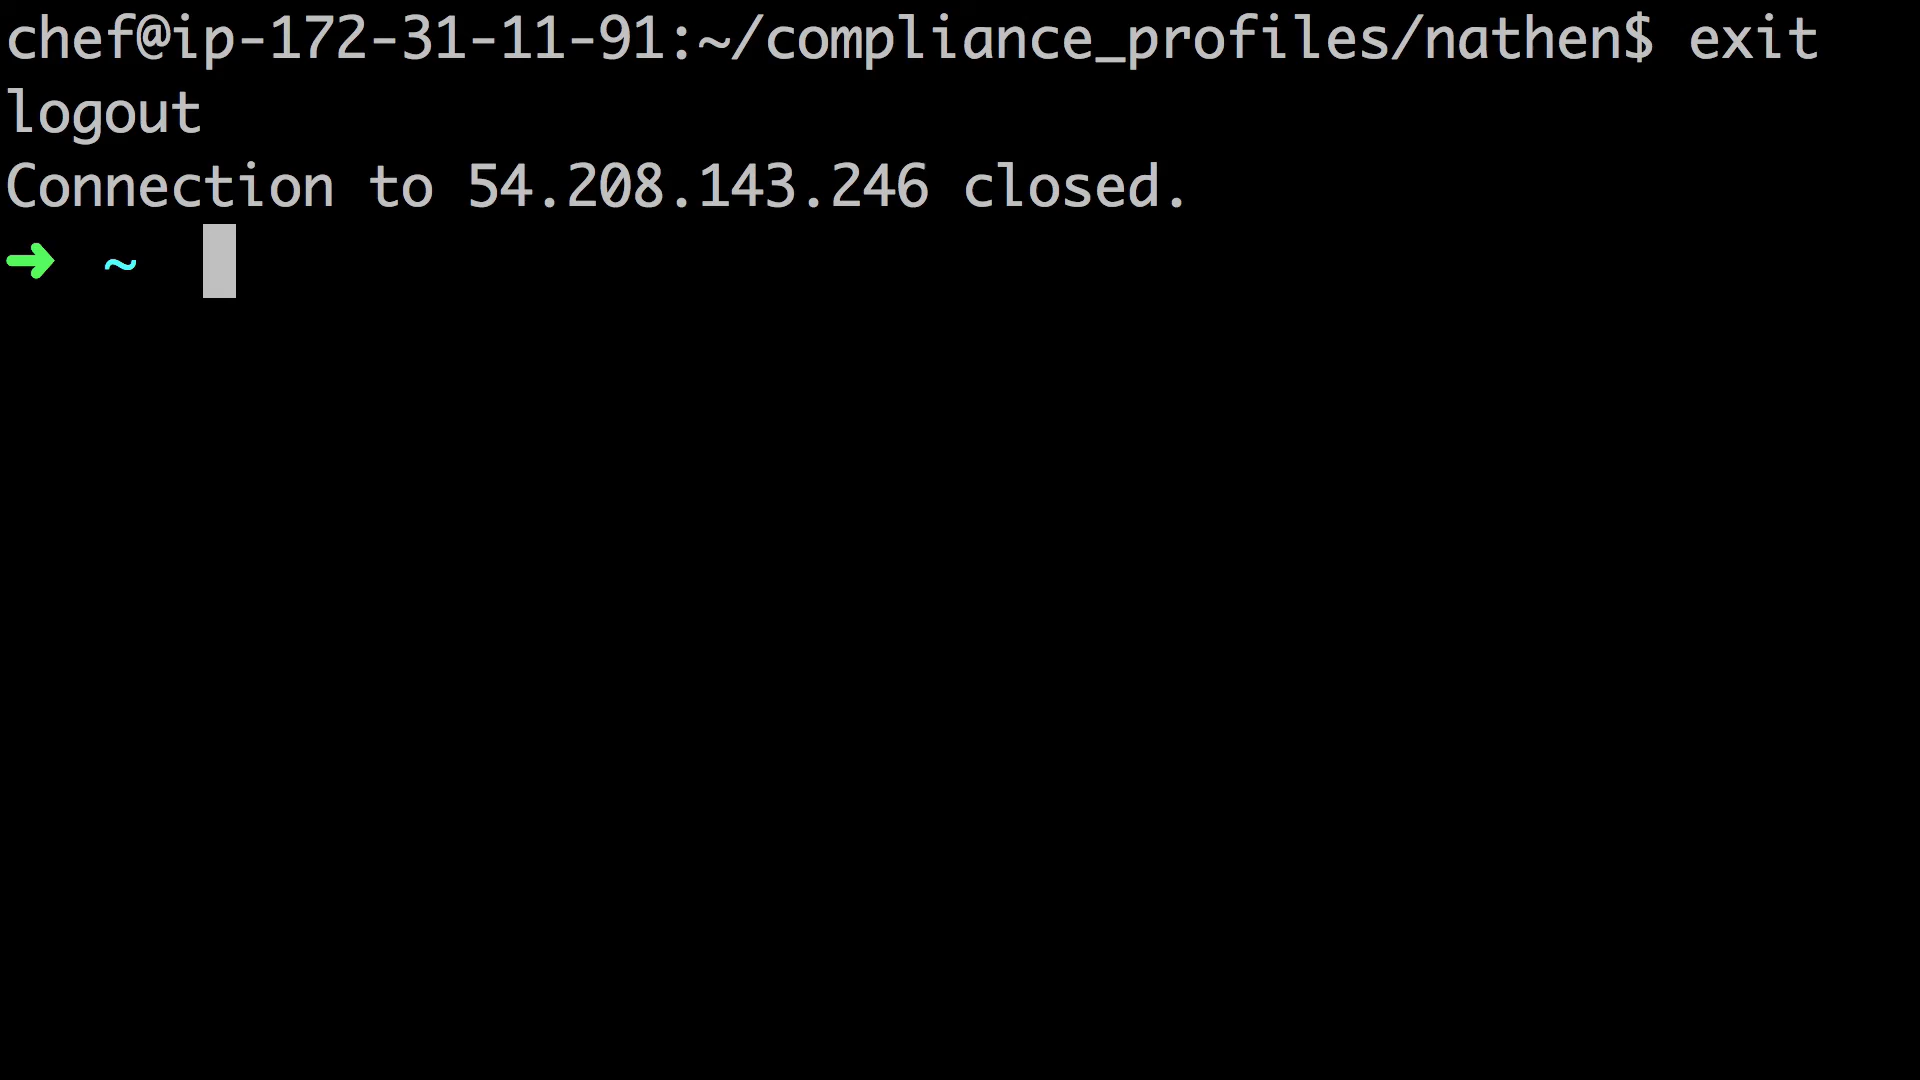 chef@ip-172-31-11-91:~/compliance_profiles/nathen$ exit
logout
Connection to 54.208.143.246 closed.
➜  ~